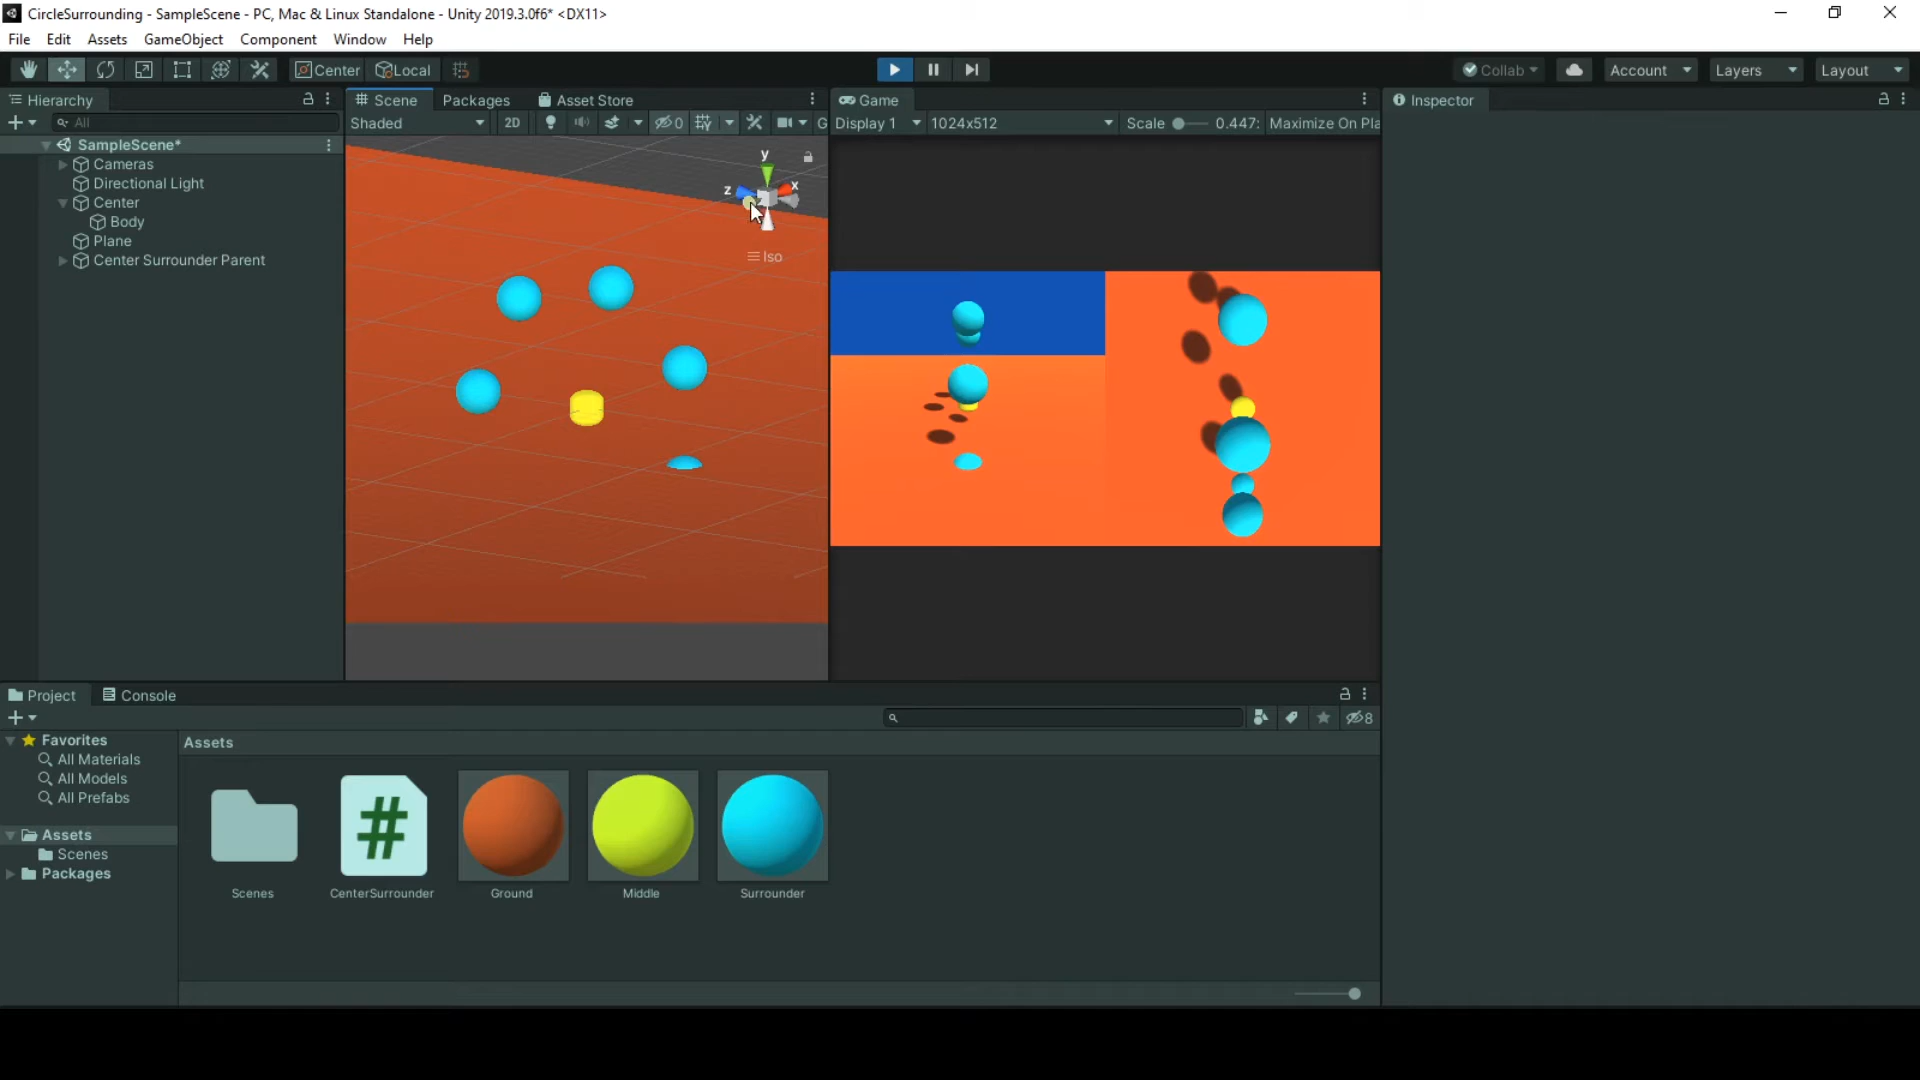 CircleSurrounding - SampleScene - PC, Mac & Linux Standalone - Unity 2019.3.0f6* <DX11>
File Edit Assets GameObject Component Window Help
Center Local Collab Account Layers Layout
Hierarchy
All
SampleScene*
Cameras
Directional Light
Center
Body
Plane
Center Surrounder Parent
Scene Packages Asset Store
Shaded 2D 0 G
y
x
z
Iso
Game
Display 1 1024x512 Scale 0.447: Maximize On Pla
Inspector
Project Console
8
Favorites
All Materials
All Models
All Prefabs
Assets
Scenes
Packages
Assets
Scenes CenterSurrounder Ground Middle Surrounder